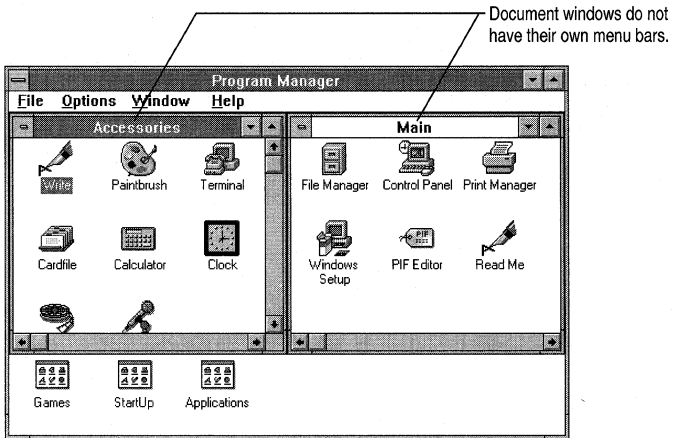 Document windows do not
have their own menu bars.
Program Manager
File Options Window Help
Accessories
Main
Write Paintbrush Terminal
File Manager Control Panel Print Manager
Cardfile Calculator Clock
Windows
Setup
PIF Editor Read Me
PIF
Games StartUp Applications